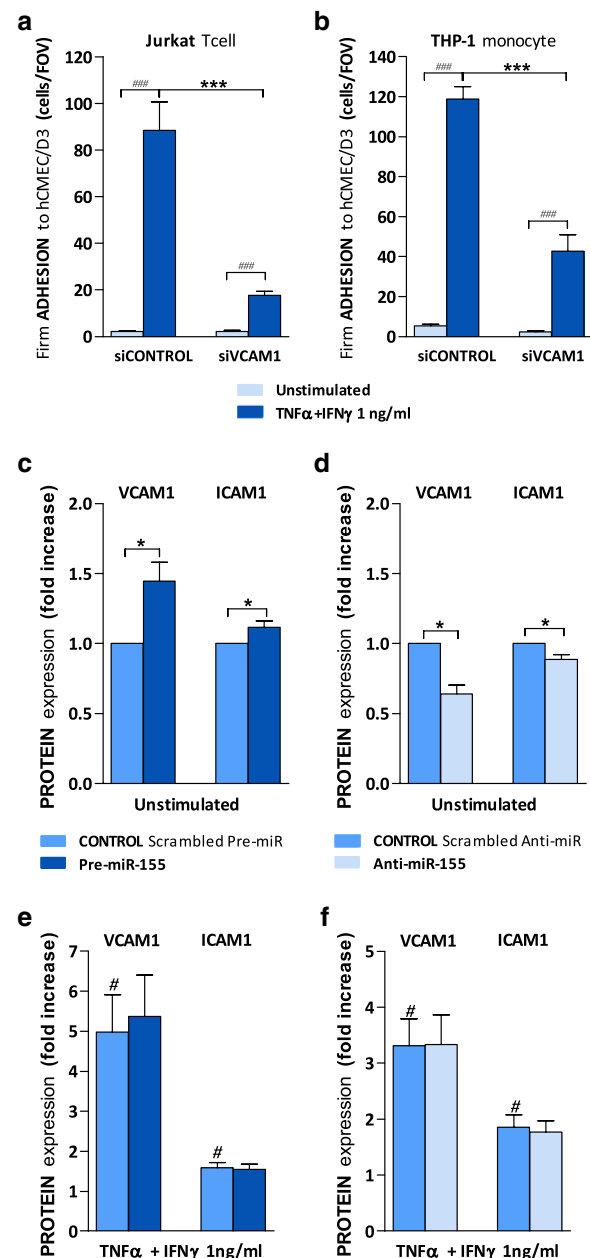 a
Jurkat Tcell
Firm ADHESION to hCMEC/D3 (cells/FOV)
120
100
80
60
40
20
0
###
***
###
siCONTROL
siVCAM1
b
THP-1 monocyte
Firm ADHESION to hCMEC/D3 (cells/FOV)
140
120
100
80
60
40
20
0
###
***
###
siCONTROL
siVCAM1
Unstimulated
TNFα+IFNγ 1 ng/ml
c
VCAM1
ICAM1
PROTEIN expression (fold increase)
2.0
1.5
1.0
0.5
0.0
*
*
Unstimulated
CONTROL Scrambled Pre-miR
Pre-miR-155
d
VCAM1
ICAM1
PROTEIN expression (fold increase)
2.0
1.5
1.0
0.5
0.0
*
*
Unstimulated
CONTROL Scrambled Anti-miR
Anti-miR-155
e
VCAM1
ICAM1
PROTEIN expression (fold increase)
7
6
5
4
3
2
1
0
#
#
TNFα + IFNγ 1ng/ml
f
VCAM1
ICAM1
PROTEIN expression (fold increase)
5
4
3
2
1
0
#
#
TNFα + IFNγ 1ng/ml